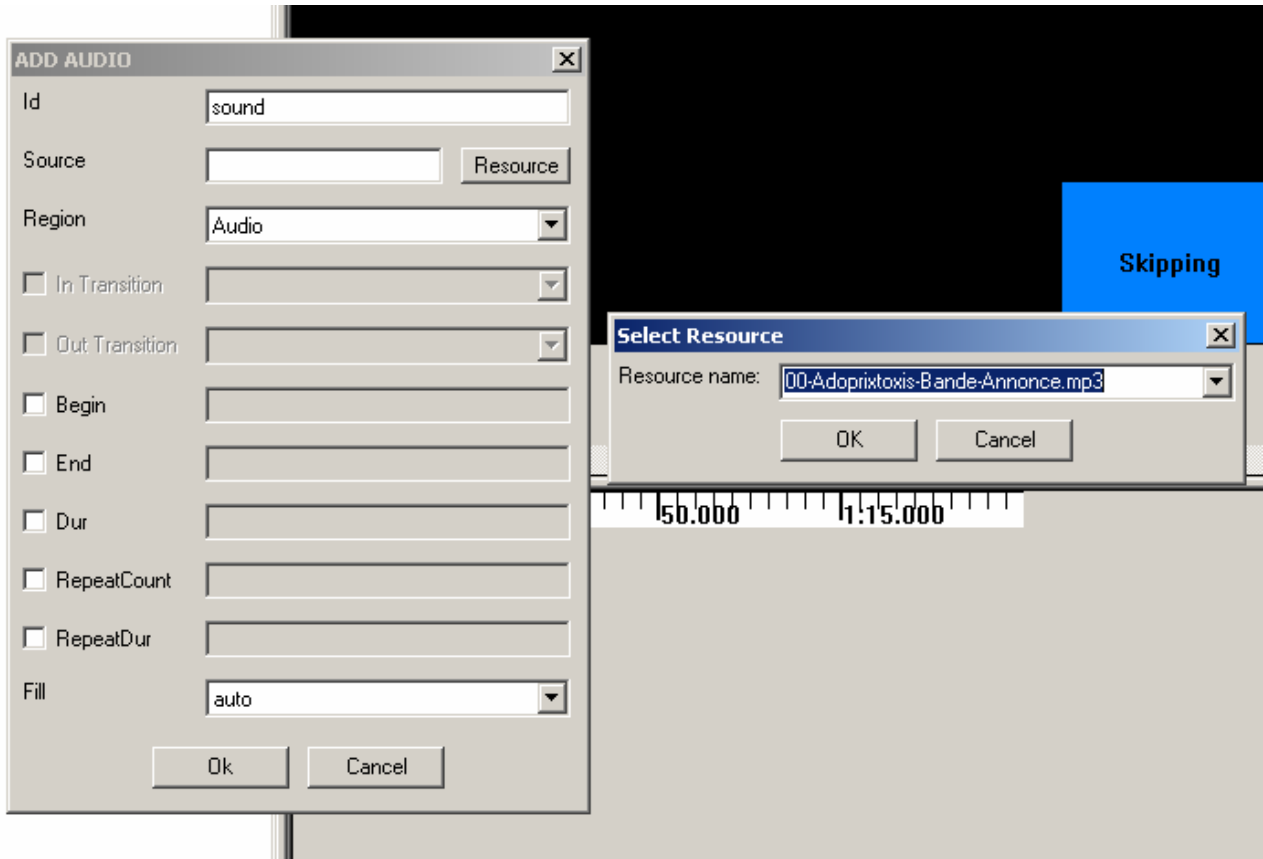 ADD AUDIO
Id
sound
Source
Resource
Region
Audio
In Transition
Out Transition
Begin
End
Dur
RepeatCount
RepeatDur
Fill
auto
Ok
Cancel
Skipping
Select Resource
Resource name:
00-Adoprixtoxis-Bande-Annonce.mp3
OK
Cancel
50.000
1:15.000